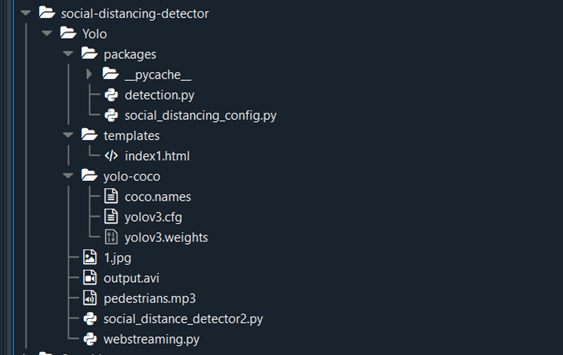 social-distancing-detector
Yolo
packages
__pycache__
detection.py
social_distancing_config.py
templates
index1.html
yolo-coco
coco.names
yolov3.cfg
yolov3.weights
1.jpg
output.avi
pedestrians.mp3
social_distance_detector2.py
webstreaming.py